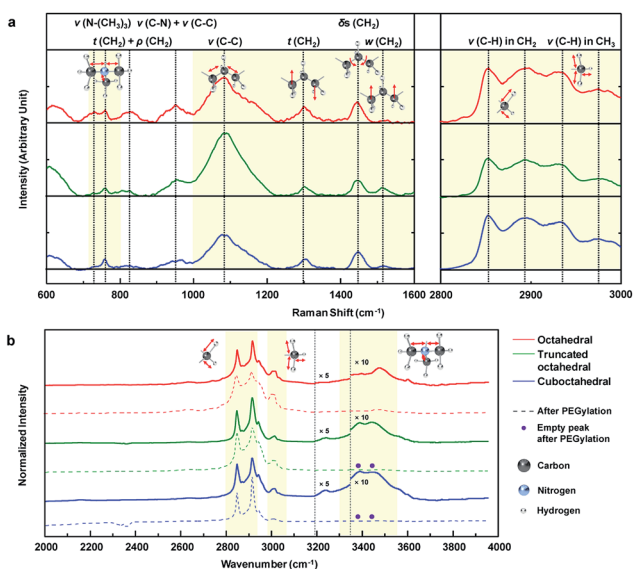 a
ν (N-(CH₃)₃) ν (C-N) + ν (C-C) δs (CH₂)
t (CH₂) + ρ (CH₂) ν (C-C) t (CH₂) w (CH₂) ν (C-H) in CH₂ ν (C-H) in CH₃
Intensity (Arbitrary Unit)
600 800 1000 1200 1400 1600 2800 2900 3000
Raman Shift (cm⁻¹)
b
× 5 × 10
× 5 × 10
× 5 × 10
Normalized Intensity
2000 2200 2400 2600 2800 3000 3200 3400 3600 3800 4000
Wavenumber (cm⁻¹)
Octahedral
Truncated
octahedral
Cuboctahedral
After PEGylation
Empty peak
after PEGylation
Carbon
Nitrogen
Hydrogen